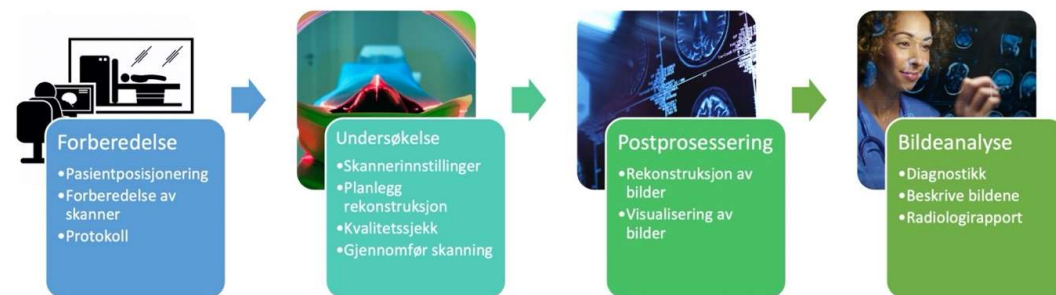 Forberedelse
•Pasientposisjonering
•Forberedelse av
skanner
•Protokoll
Undersøkelse
•Skannerinnstillinger
•Planlegg
rekonstruksjon
•Kvalitetssjekk
•Gjennomfør skanning
Postprosessering
•Rekonstruksjon av
bilder
•Visualisering av
bilder
Bildeanalyse
•Diagnostikk
•Beskrive bildene
•Radiologirapport